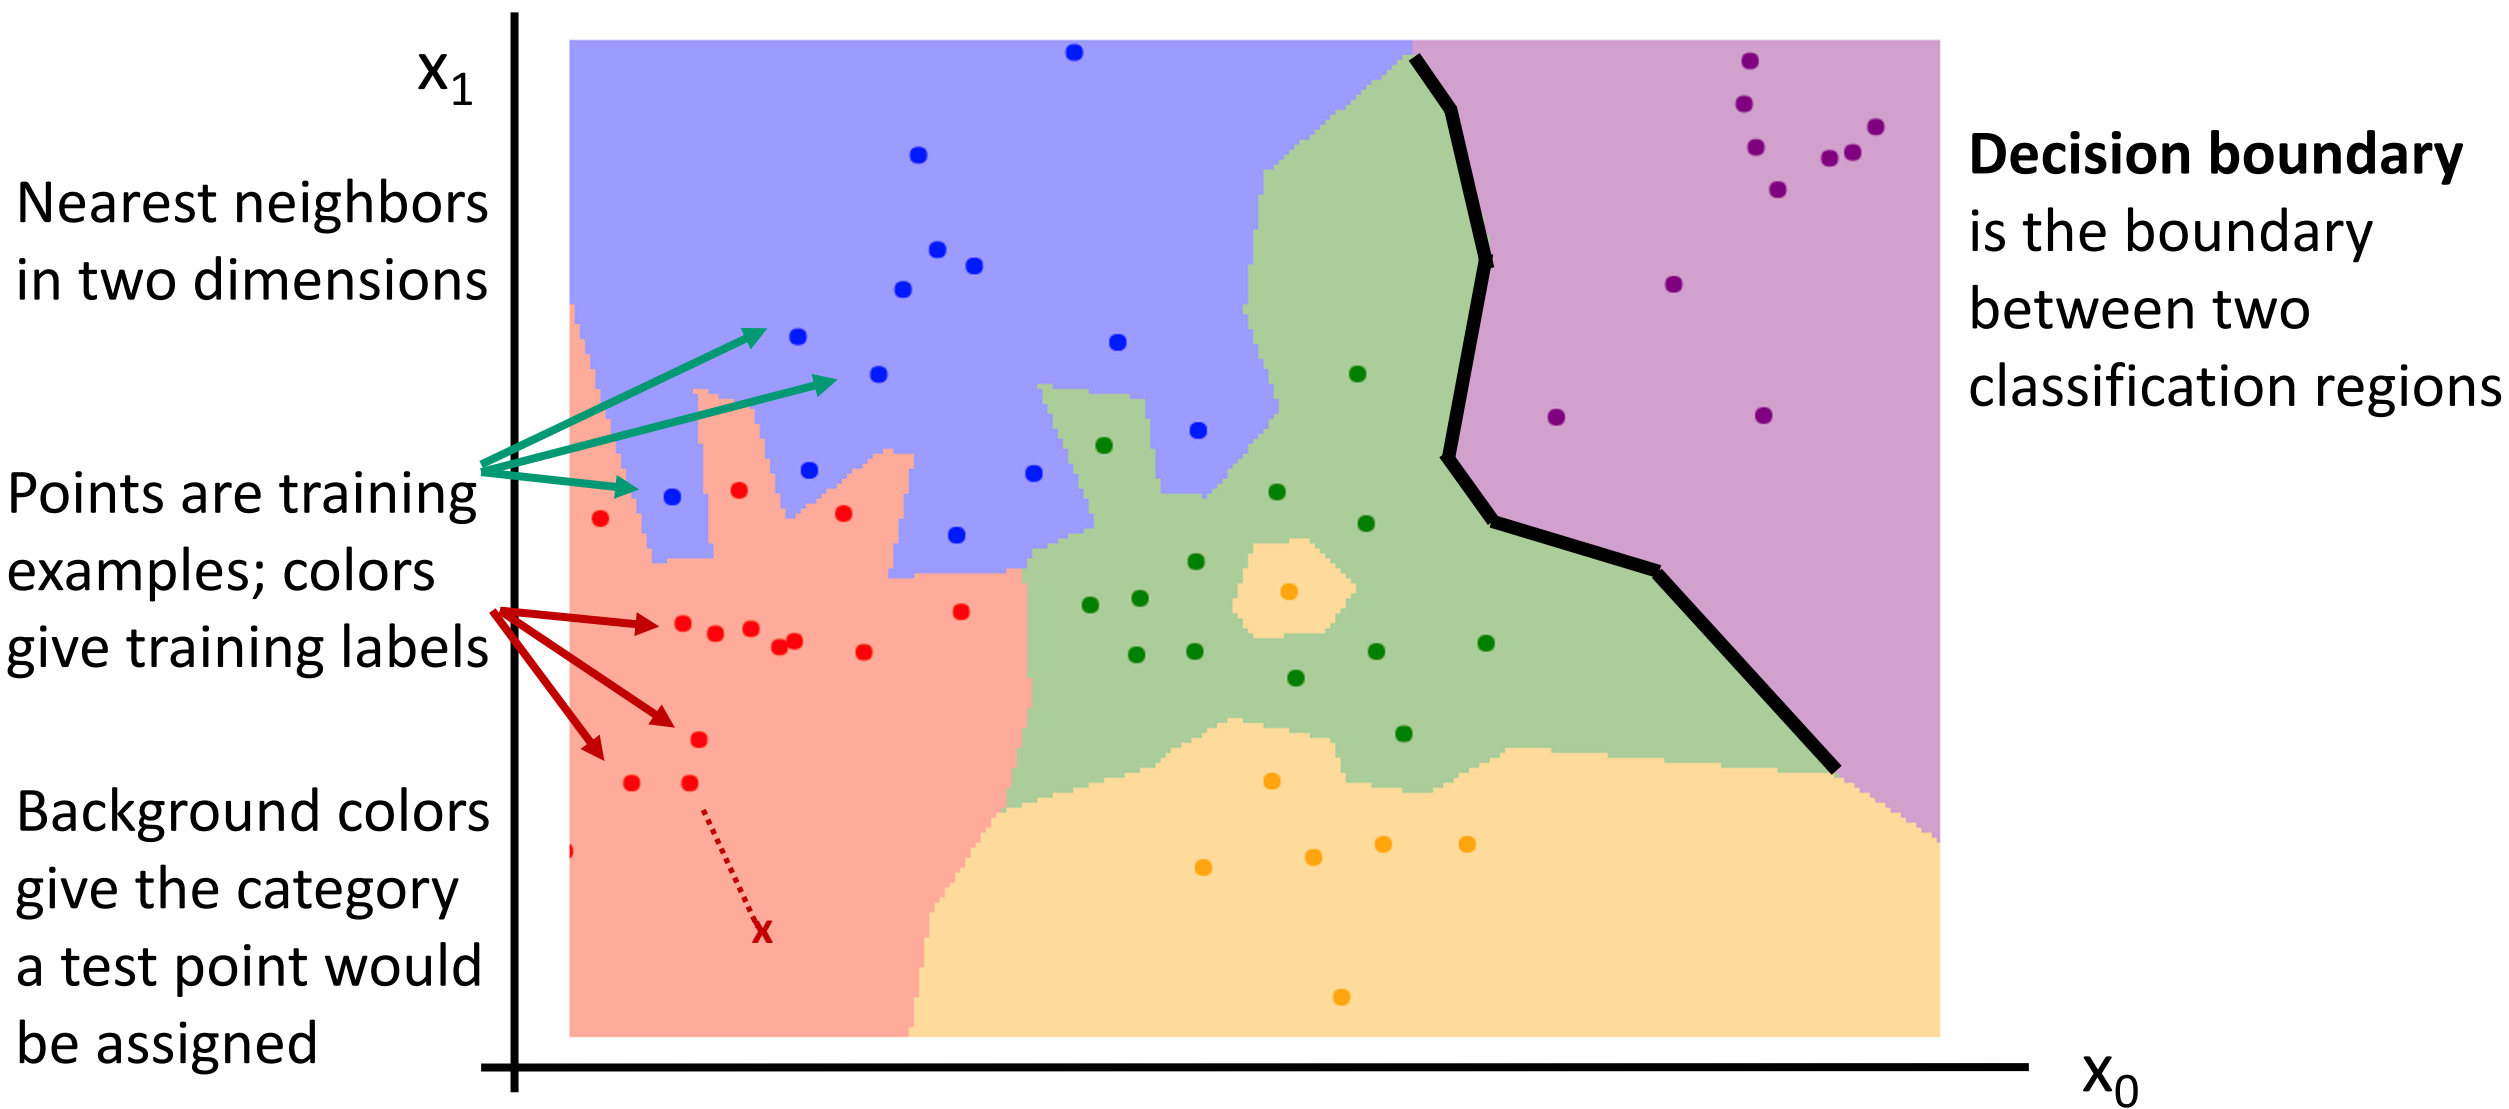 x1
Nearest neighbors
in two dimensions
Points are training
examples; colors
give training labels
Background colors
give the category
a test point would
be assigned
x
Decision boundary
is the boundary
between two
classification regions
x0